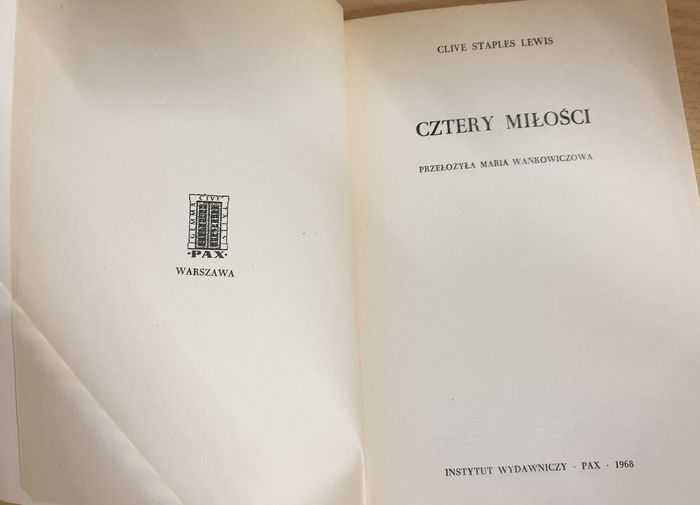 ·PAX·
WARSZAWA
CLIVE STAPLES LEWIS
CZTERY MIŁOŚCI
PRZEŁOŻYŁA MARIA WAŃKOWICZOWA
INSTYTUT WYDAWNICZY · PAX · 1968